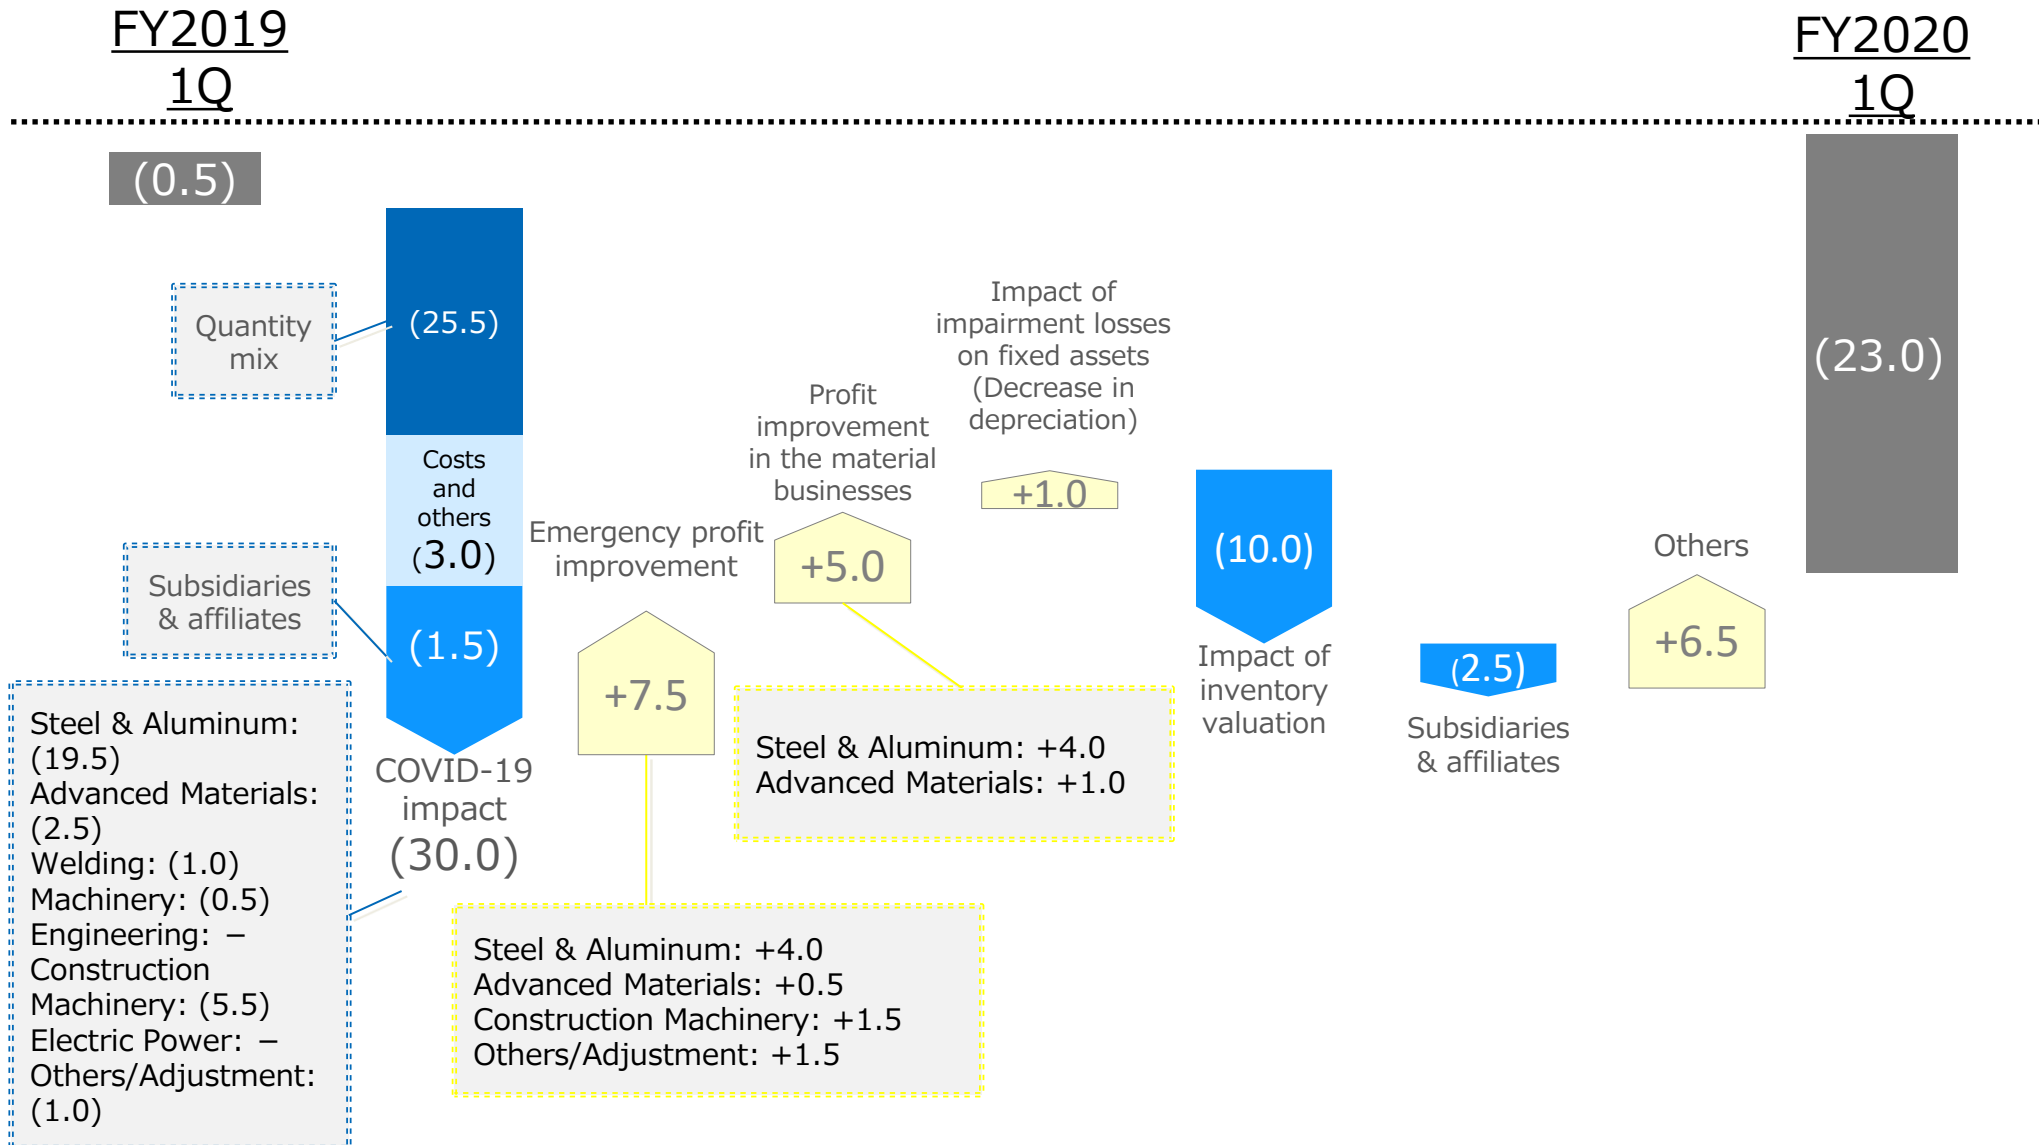 FY2019
1Q
FY2020
1Q
(0.5)
Quantity
mix
(25.5)
Costs
and
others
(3.0)
Subsidiaries
& affiliates
(1.5)
COVID-19
impact
(30.0)
Steel & Aluminum:
(19.5)
Advanced Materials:
(2.5)
Welding: (1.0)
Machinery: (0.5)
Engineering: −
Construction
Machinery: (5.5)
Electric Power: −
Others/Adjustment:
(1.0)
Emergency profit
improvement
+7.5
Steel & Aluminum: +4.0
Advanced Materials: +0.5
Construction Machinery: +1.5
Others/Adjustment: +1.5
Profit
improvement
in the material
businesses
+5.0
Steel & Aluminum: +4.0
Advanced Materials: +1.0
Impact of
impairment losses
on fixed assets
(Decrease in
depreciation)
+1.0
(10.0)
Impact of
inventory
valuation
(2.5)
Subsidiaries
& affiliates
Others
+6.5
(23.0)